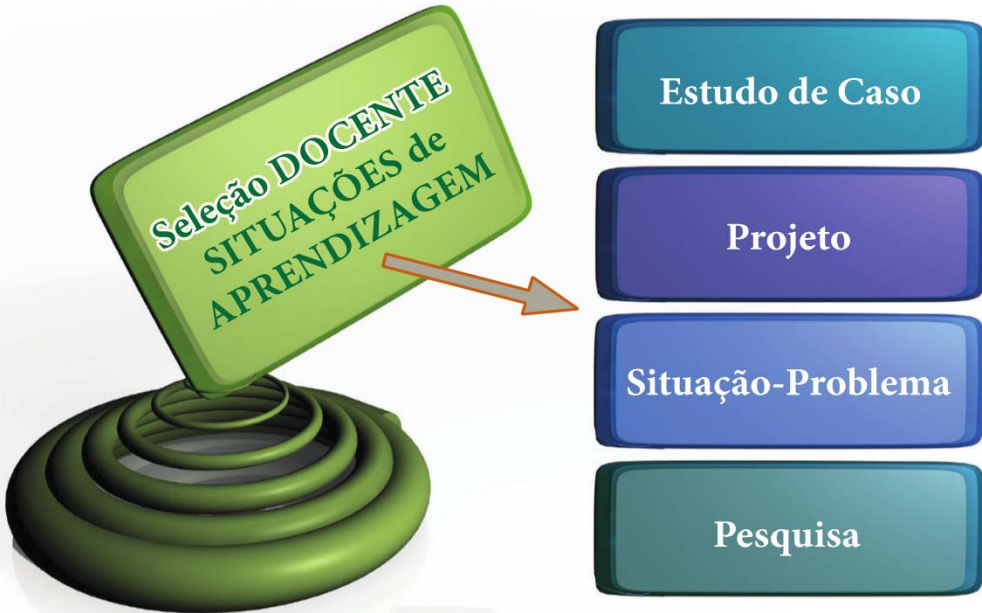 Seleção DOCENTE
SITUAÇÕES de
APRENDIZAGEM
Estudo de Caso
Projeto
Situação-Problema
Pesquisa